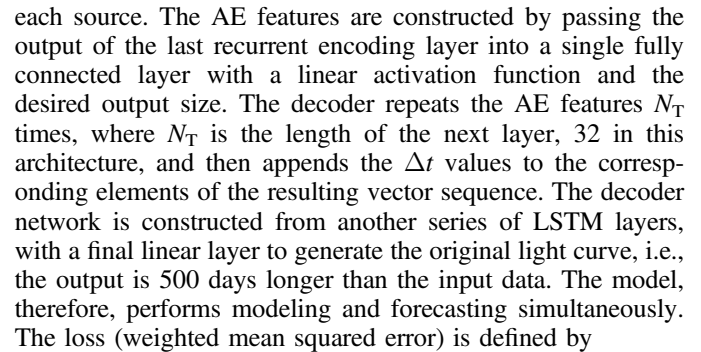 each source. The AE features are constructed by passing the
output of the last recurrent encoding layer into a single fully
connected layer with a linear activation function and the
desired output size. The decoder repeats the AE features N_T
times, where N_T is the length of the next layer, 32 in this
architecture, and then appends the Δt values to the corresp-
onding elements of the resulting vector sequence. The decoder
network is constructed from another series of LSTM layers,
with a final linear layer to generate the original light curve, i.e.,
the output is 500 days longer than the input data. The model,
therefore, performs modeling and forecasting simultaneously.
The loss (weighted mean squared error) is defined by